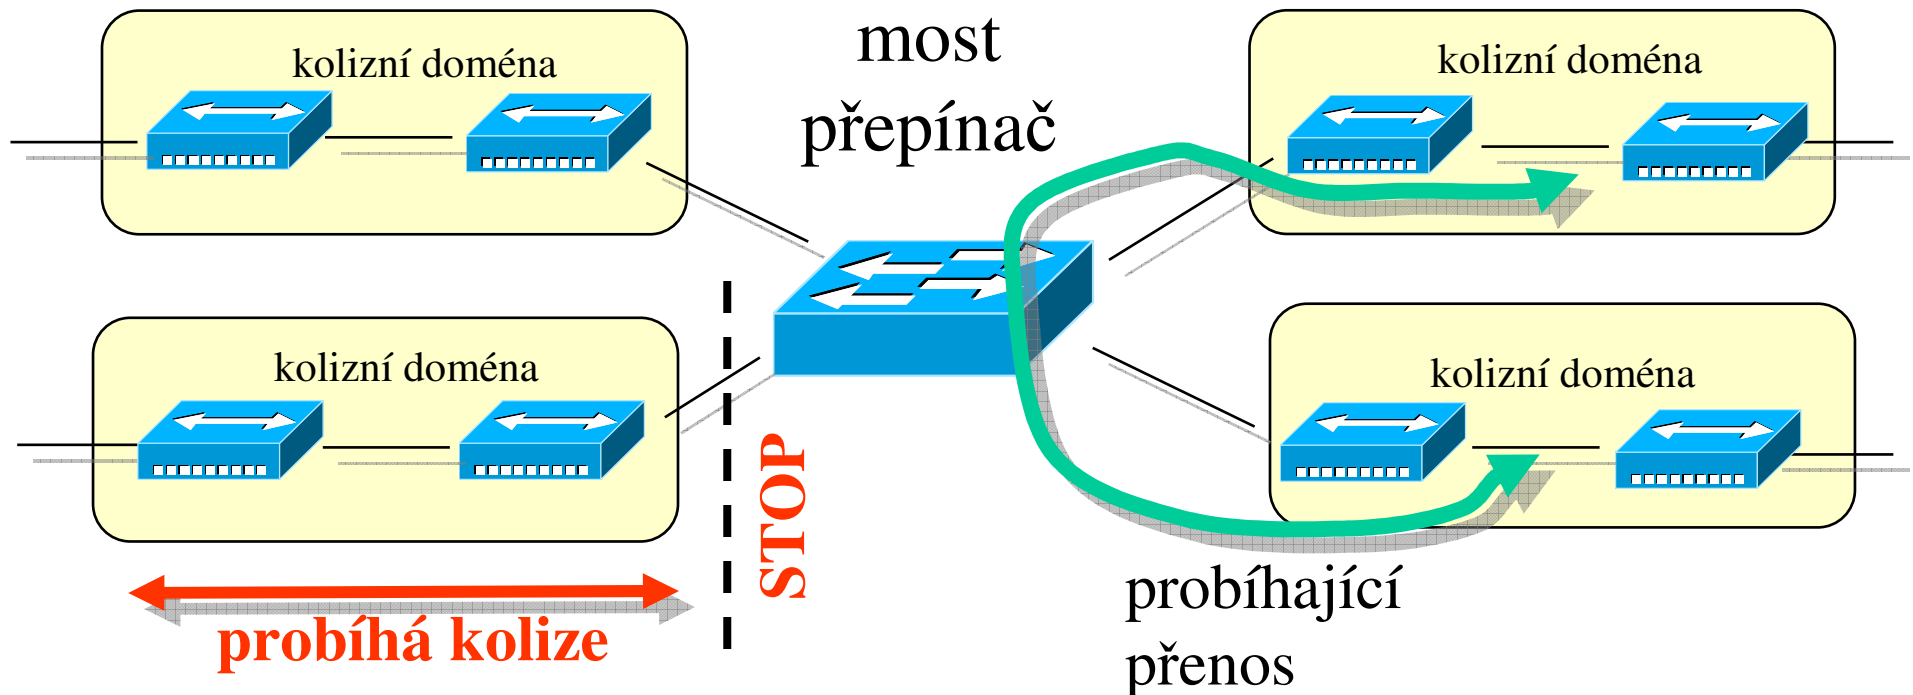 kolizní doména
most
přepínač
kolizní doména
kolizní doména
kolizní doména
STOP
probíhá kolize
probíhající
přenos